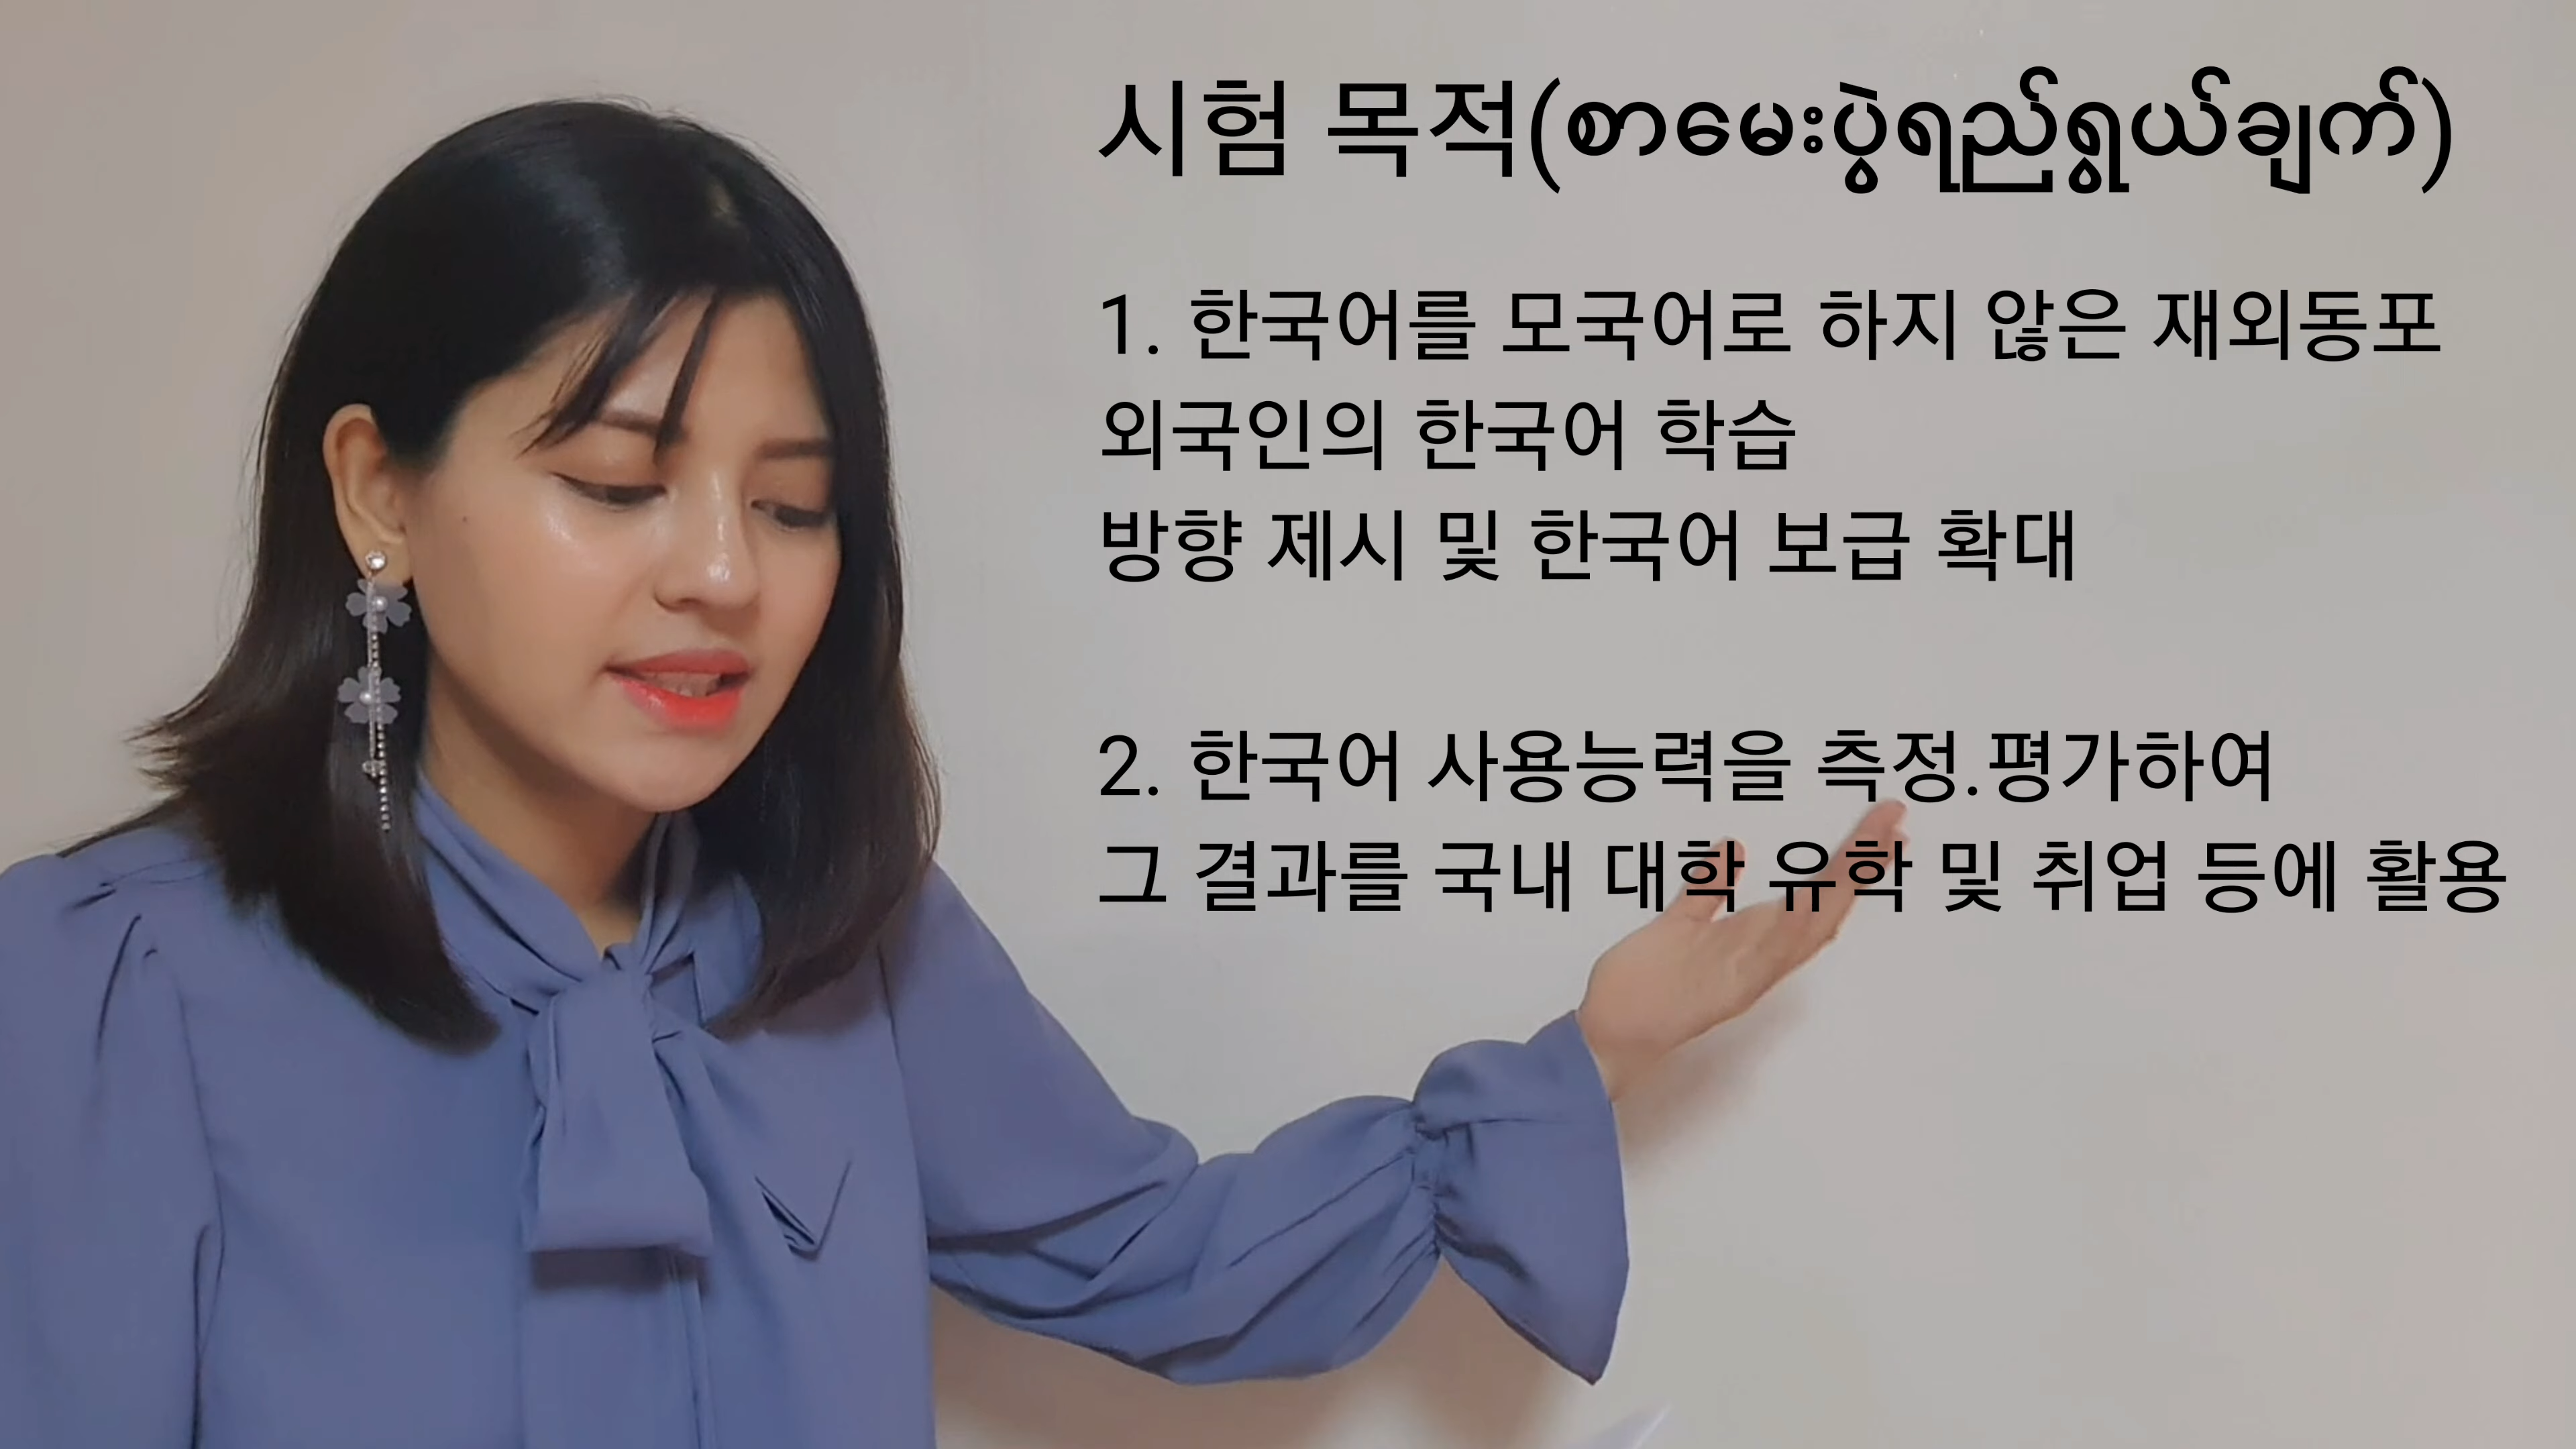 시험 목적(စာမေးပွဲရည်ရွယ်ချက်)
1. 한국어를 모국어로 하지 않은 재외동포
외국인의 한국어 학습
방향 제시 및 한국어 보급 확대
2. 한국어 사용능력을 측정.평가하여
그 결과를 국내 대학 유학 및 취업 등에 활용